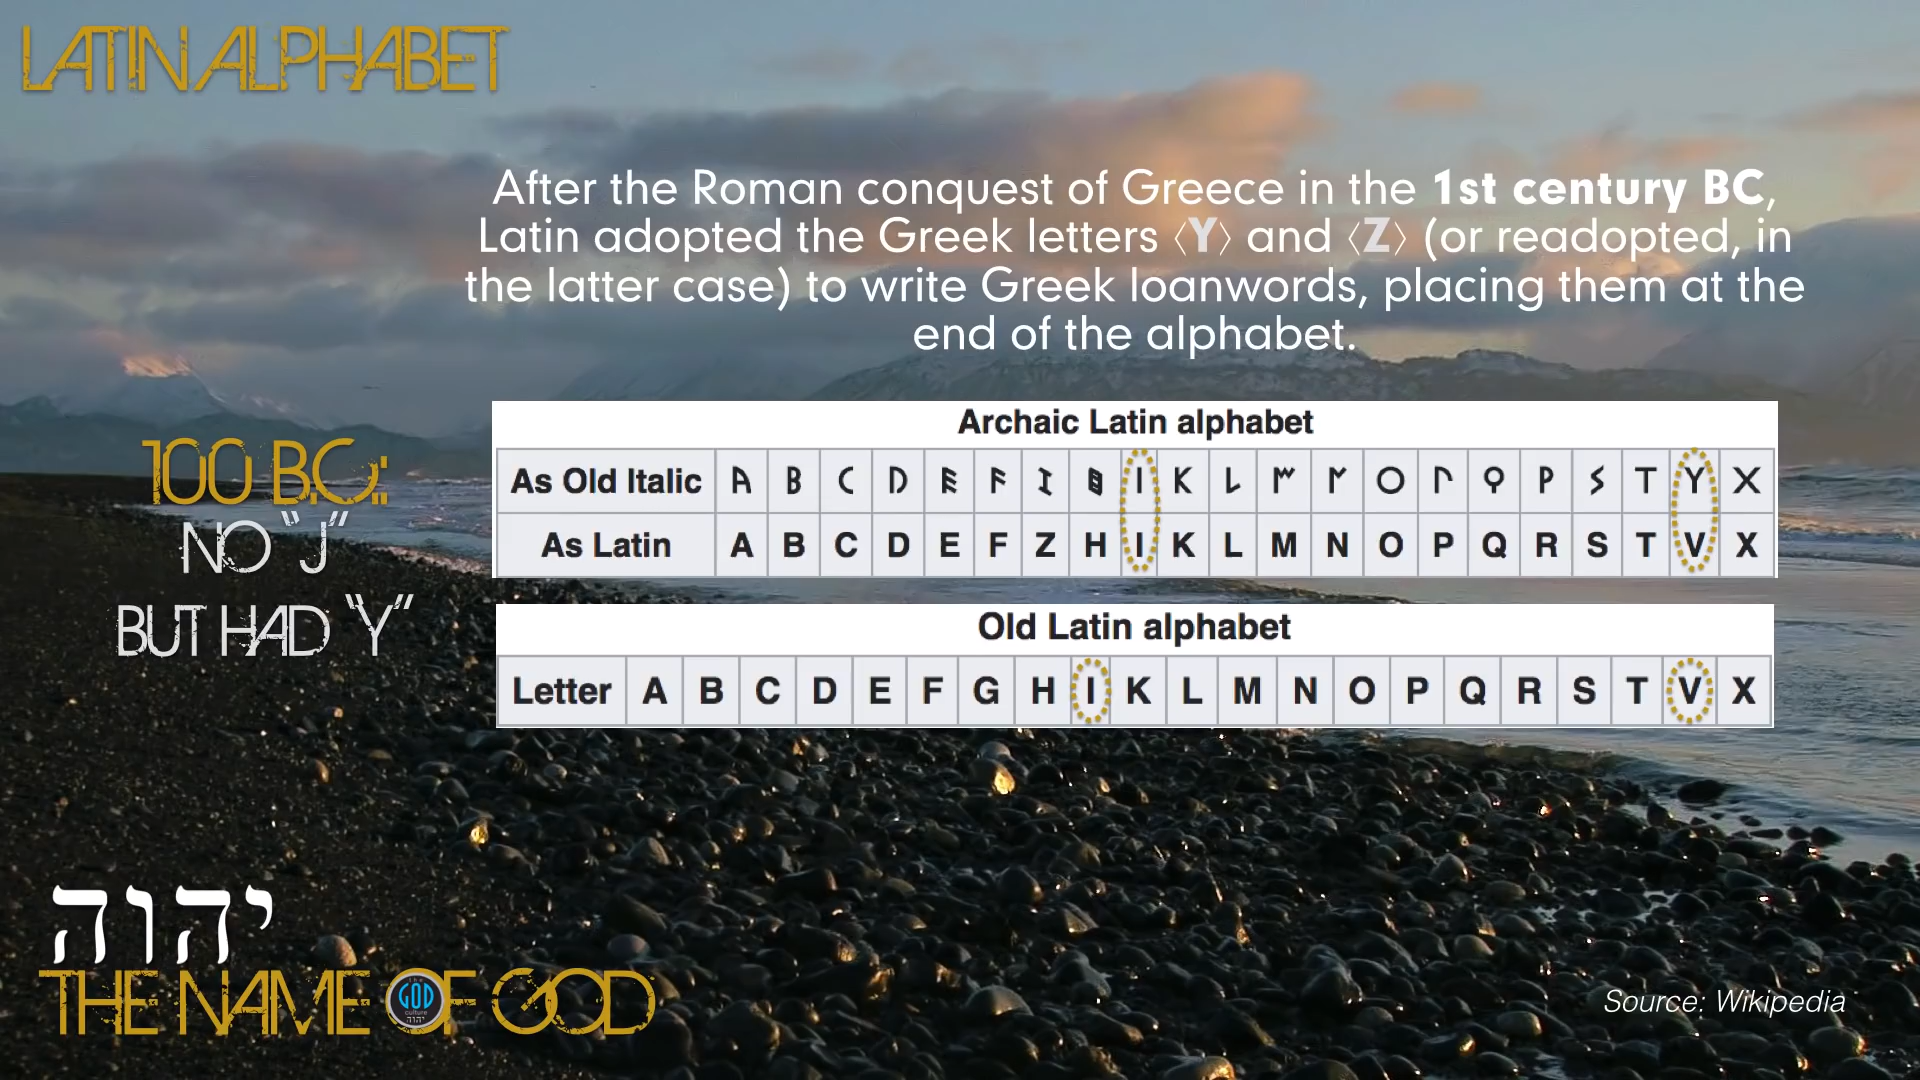 LATIN ALPHABET
After the Roman conquest of Greece in the 1st century BC,
Latin adopted the Greek letters ⟨Y⟩ and ⟨Z⟩ (or readopted, in
the latter case) to write Greek loanwords, placing them at the
end of the alphabet.
100 B.C.:
NO "J"
BUT HAD "Y"
Archaic Latin alphabet
As Old Italic 𐌀 𐌁 𐌂 𐌃 𐌄 𐌅 𐌆 𐌇 𐌉 𐌊 𐌋 𐌌 𐌍 𐌏 𐌐 𐌒 𐌓 𐌔 𐌕 𐌖 𐌗
As Latin A B C D E F Z H I K L M N O P Q R S T V X
Old Latin alphabet
Letter A B C D E F G H I K L M N O P Q R S T V X
יהוה
THE NAME OF GOD
GOD
culture
יהוה
Source: Wikipedia